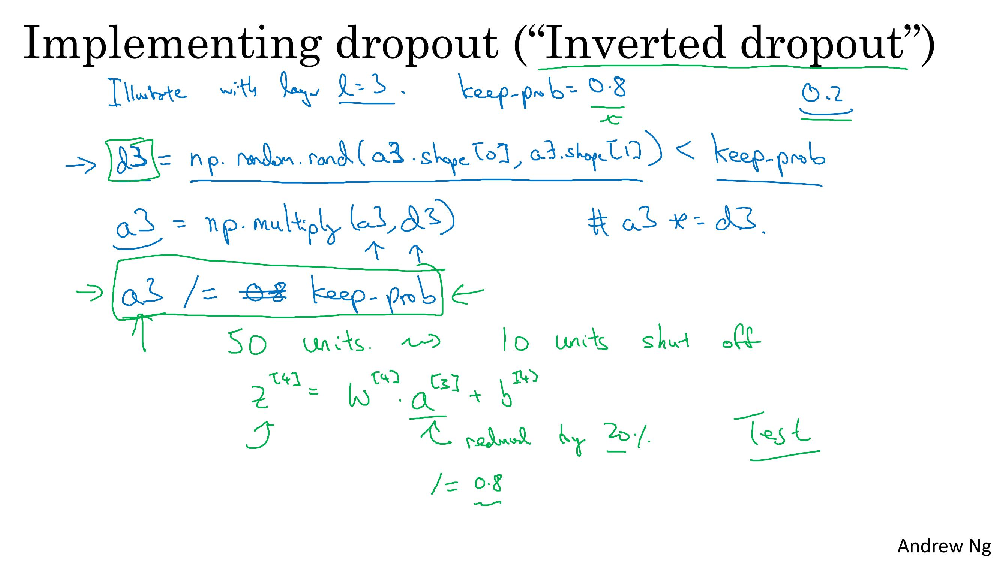 Implementing dropout (“Inverted dropout”)
Illustrate with layer l=3. keep-prob= 0.8 0.2
→ d3 = np.random.rand(a3.shape[0], a3.shape[1]) < keep-prob
a3 = np.multiply(a3, d3) # a3 *= d3.
↑ ↑
→ a3 /= 0.8 keep-prob ←
50 units. ⇝ 10 units shut off
z^[4] = W^[4] · a^[3] + b^[4]
reduced by 20%. Test
/= 0.8
Andrew Ng